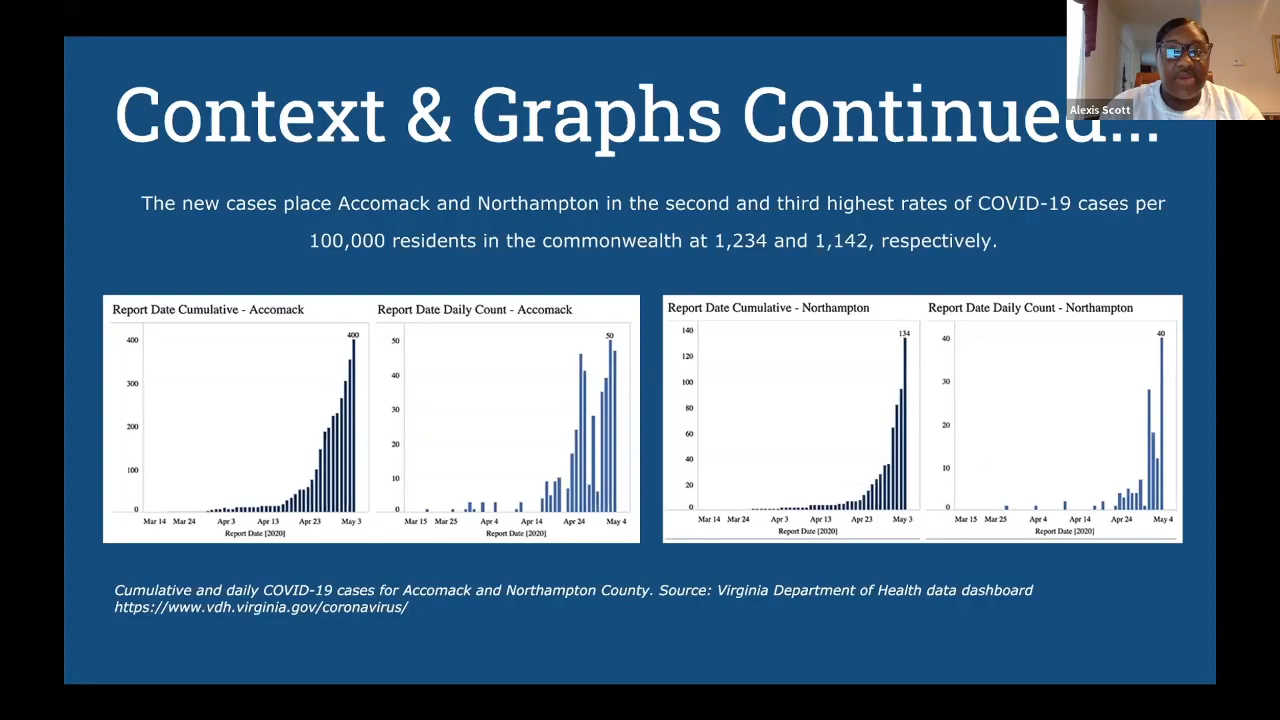 Context & Graphs Continued...
Alexis Scott
The new cases place Accomack and Northampton in the second and third highest rates of COVID-19 cases per
100,000 residents in the commonwealth at 1,234 and 1,142, respectively.
Report Date Cumulative - Accomack
400
400
300
200
100
0
Mar 14 Mar 24 Apr 3 Apr 13 Apr 23 May 3
Report Date [2020]
Report Date Daily Count - Accomack
50
50
40
30
20
10
0
Mar 15 Mar 25 Apr 4 Apr 14 Apr 24 May 4
Report Date [2020]
Report Date Cumulative - Northampton
140
134
120
100
80
60
40
20
0
Mar 14 Mar 24 Apr 3 Apr 13 Apr 23 May 3
Report Date [2020]
Report Date Daily Count - Northampton
40
40
30
20
10
0
Mar 15 Mar 25 Apr 4 Apr 14 Apr 24 May 4
Report Date [2020]
Cumulative and daily COVID-19 cases for Accomack and Northampton County. Source: Virginia Department of Health data dashboard
https://www.vdh.virginia.gov/coronavirus/